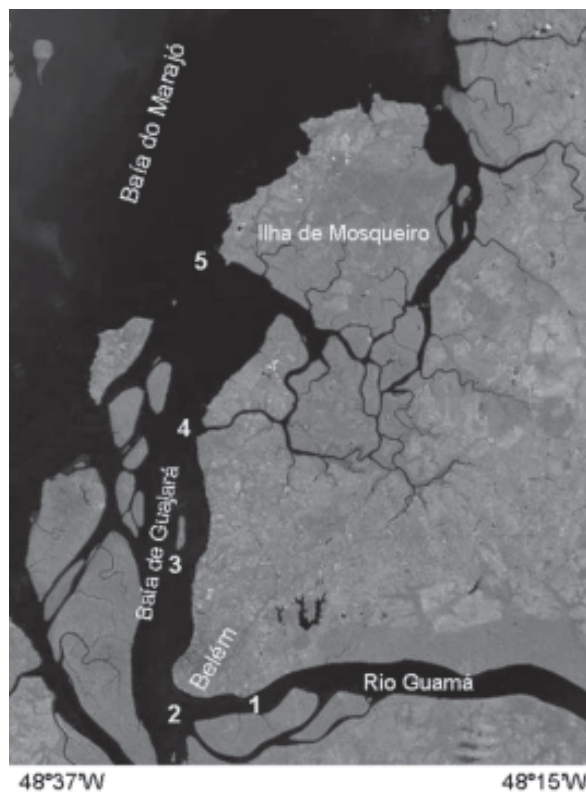 Baía do Marajó
Ilha de Mosqueiro
5
4
Baía de Guajará
3
Belém
Rio Guamá
1
2
48°37'W
48°15'W